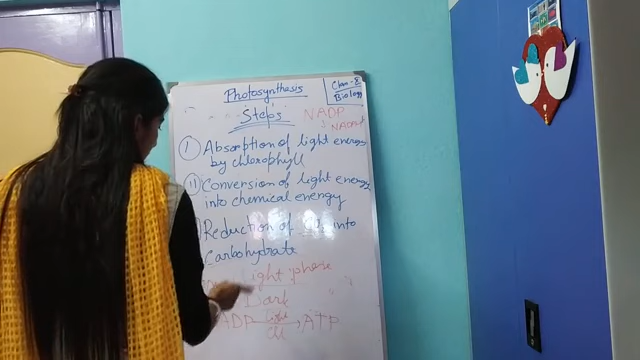 Photosynthesis
Class-8
Biology
Steps
NADP
NADPH
I Absorption of light energy
by chlorophyll
II Conversion of light energy
into chemical energy
Reduction of into
Carbohydrate
light phase
Dark
ADP light ATP